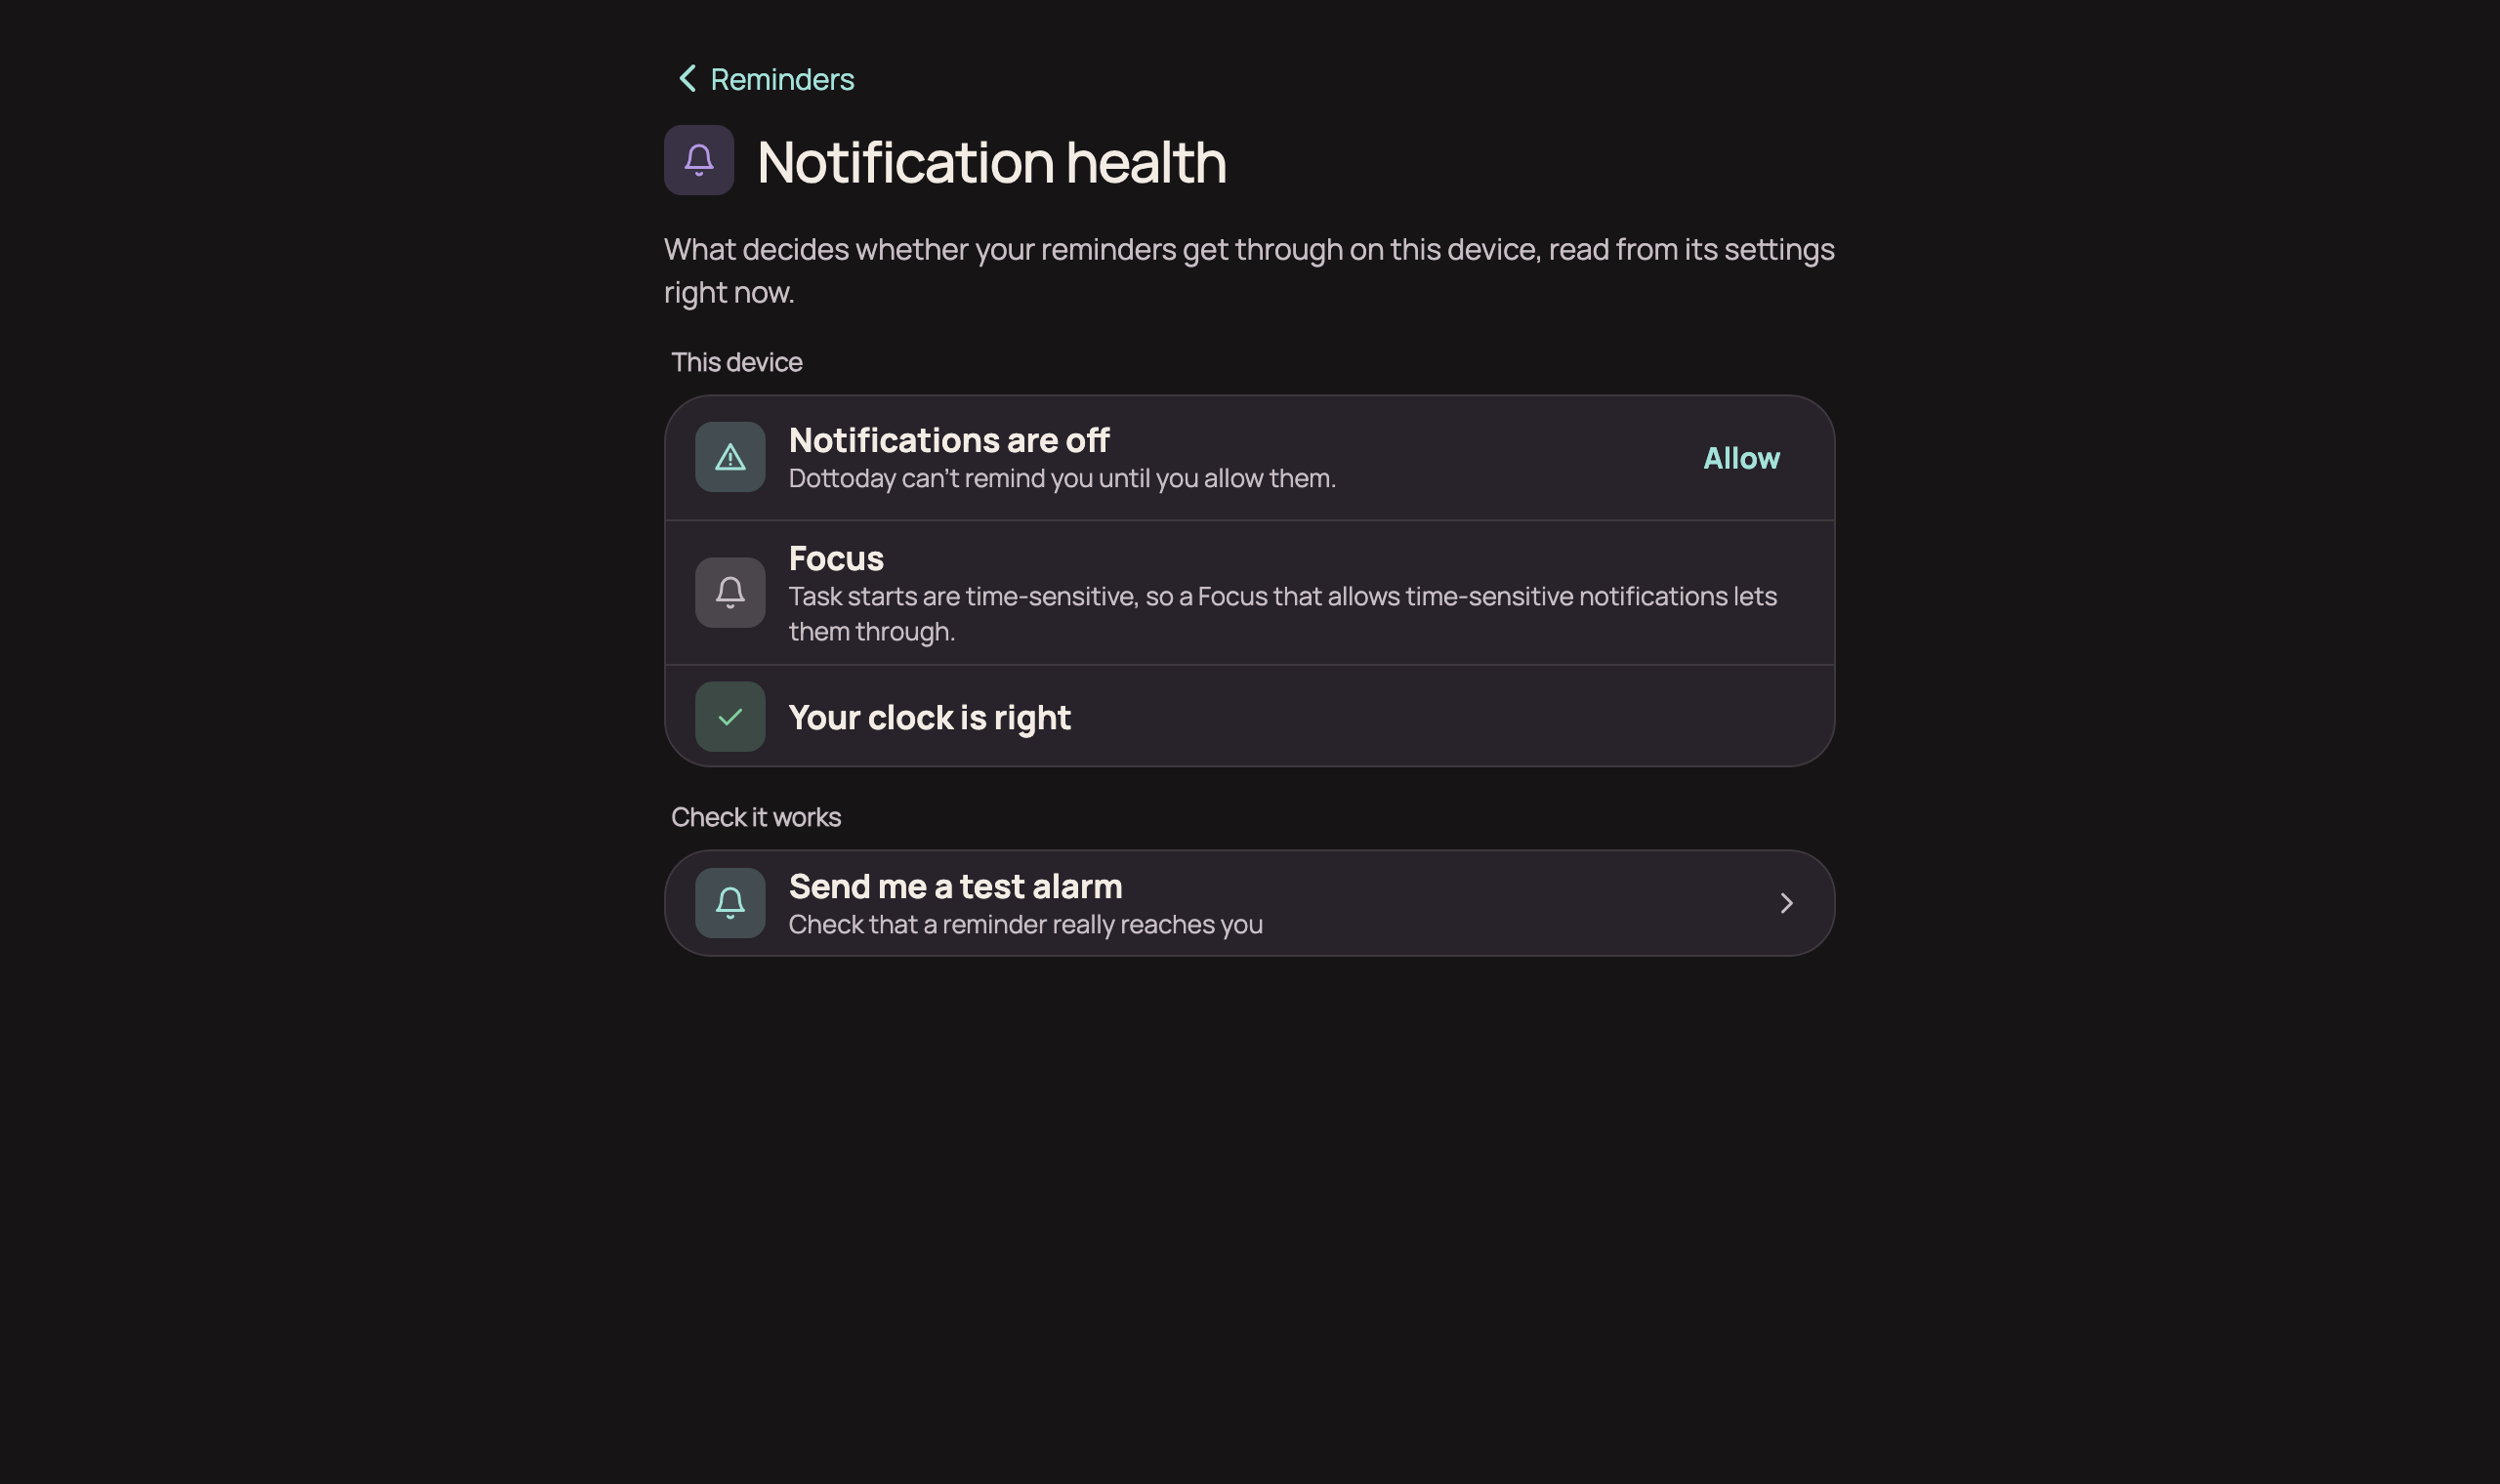 Reminders
Notification health
What decides whether your reminders get through on this device, read from its settings
right now.
This device
Notifications are off
Dottoday can’t remind you until you allow them.
Allow
Focus
Task starts are time-sensitive, so a Focus that allows time-sensitive notifications lets
them through.
Your clock is right
Check it works
Send me a test alarm
Check that a reminder really reaches you